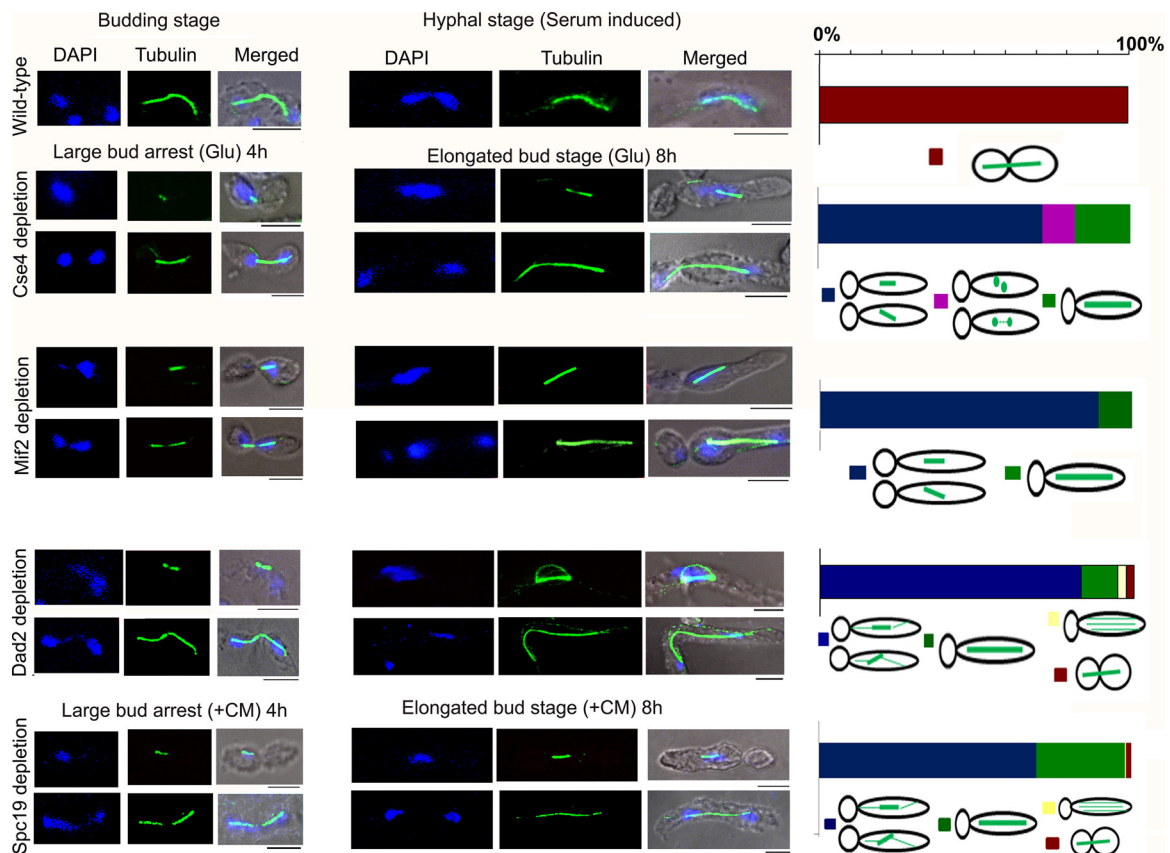 Budding stage
Hyphal stage (Serum induced)
0%
100%
DAPI
Tubulin
Merged
DAPI
Tubulin
Merged
Wild-type
Large bud arrest (Glu) 4h
Elongated bud stage (Glu) 8h
Cse4 depletion
Mif2 depletion
Dad2 depletion
Large bud arrest (+CM) 4h
Elongated bud stage (+CM) 8h
Spc19 depletion